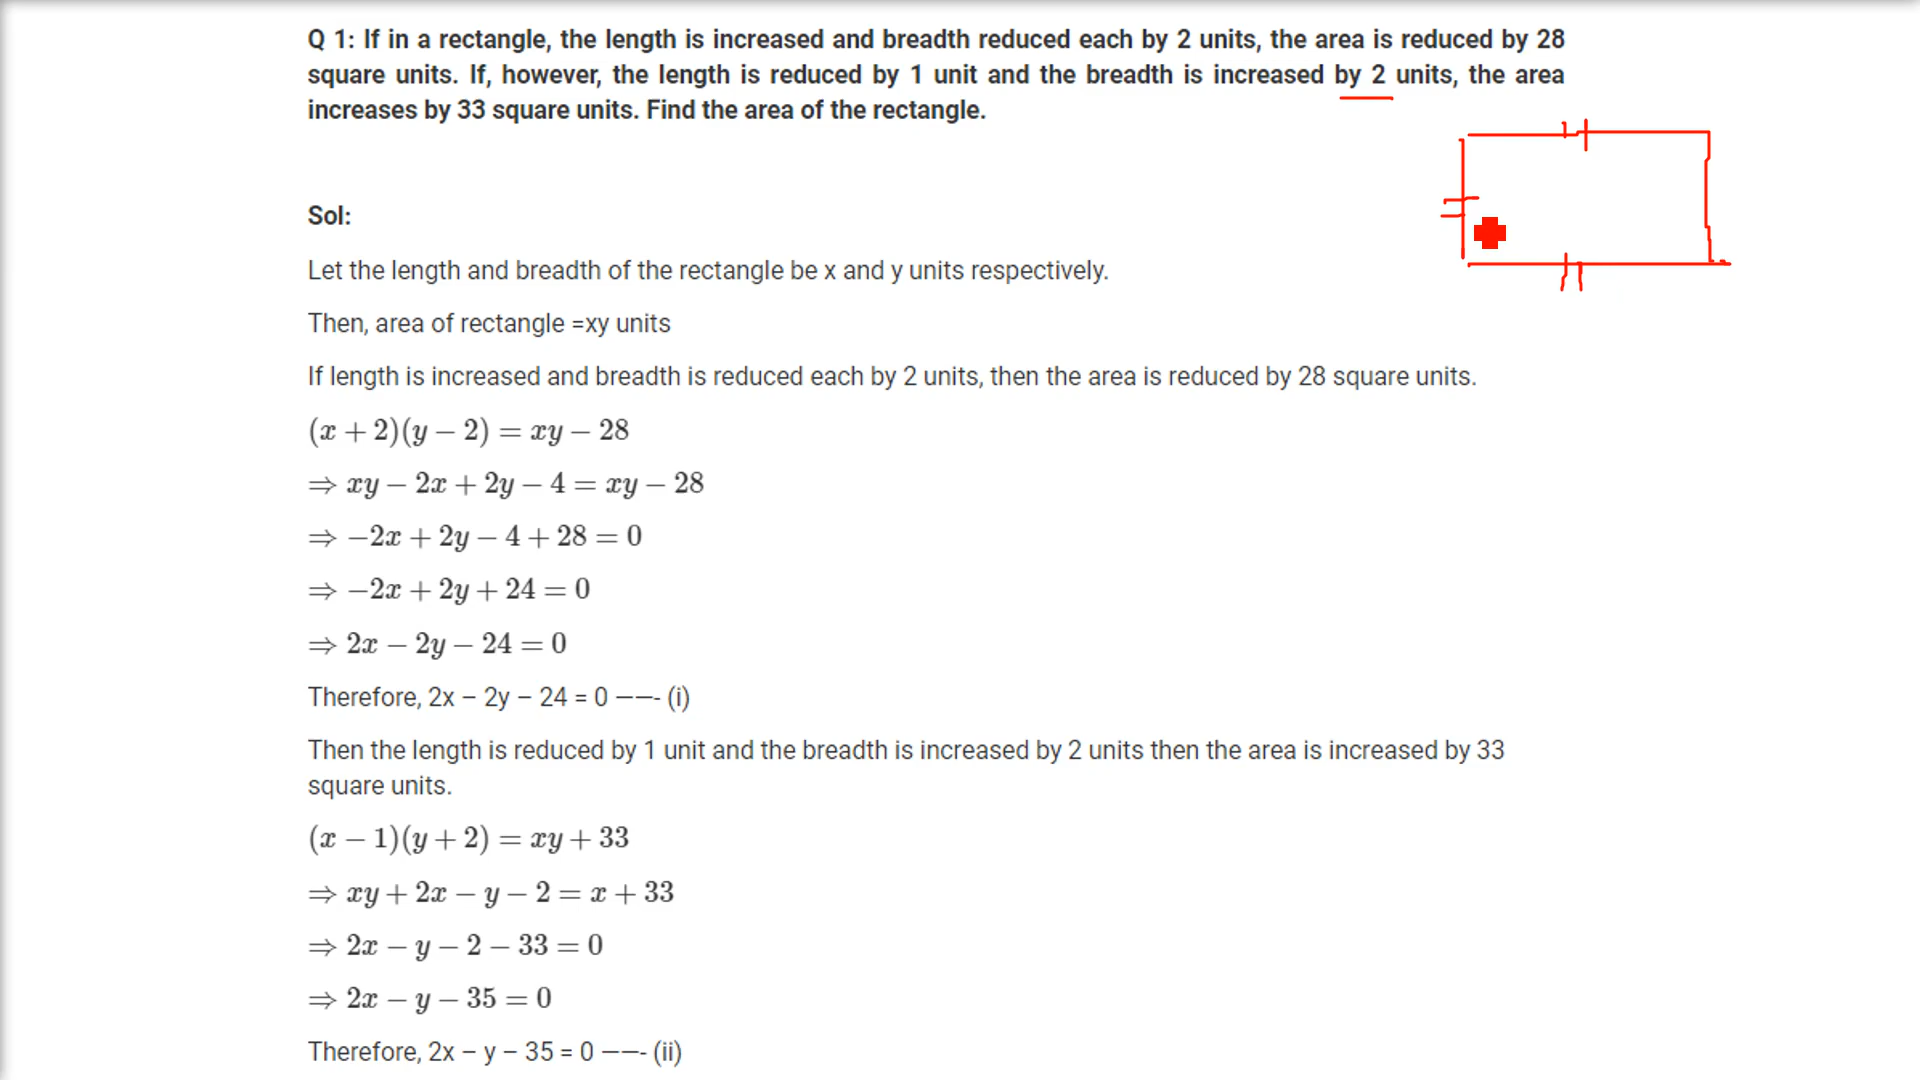 Q 1: If in a rectangle, the length is increased and breadth reduced each by 2 units, the area is reduced by 28
square units. If, however, the length is reduced by 1 unit and the breadth is increased by 2 units, the area
increases by 33 square units. Find the area of the rectangle.
Sol:
Let the length and breadth of the rectangle be x and y units respectively.
Then, area of rectangle =xy units
If length is increased and breadth is reduced each by 2 units, then the area is reduced by 28 square units.
(x + 2)(y − 2) = xy − 28
⇒ xy − 2x + 2y − 4 = xy − 28
⇒ −2x + 2y − 4 + 28 = 0
⇒ −2x + 2y + 24 = 0
⇒ 2x − 2y − 24 = 0
Therefore, 2x − 2y − 24 = 0 −−- (i)
Then the length is reduced by 1 unit and the breadth is increased by 2 units then the area is increased by 33
square units.
(x − 1)(y + 2) = xy + 33
⇒ xy + 2x − y − 2 = x + 33
⇒ 2x − y − 2 − 33 = 0
⇒ 2x − y − 35 = 0
Therefore, 2x − y − 35 = 0 −−- (ii)